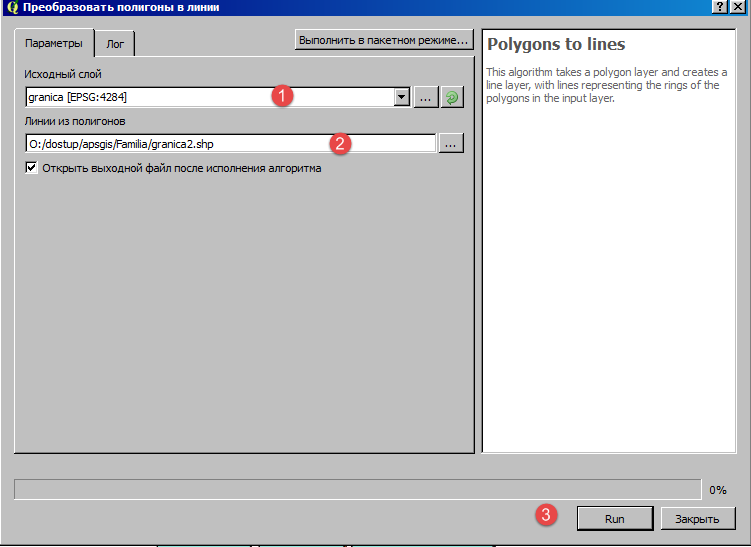 Преобразовать полигоны в линии
Параметры
Лог
Выполнить в пакетном режиме...
Исходный слой
granica [EPSG:4284]
1
...
Линии из полигонов
O:/dostup/apsgis/Familia/granica2.shp
2
...
Открыть выходной файл после исполнения алгоритма
Polygons to lines
This algorithm takes a polygon layer and creates a
line layer, with lines representing the rings of the
polygons in the input layer.
0%
3
Run
Закрыть